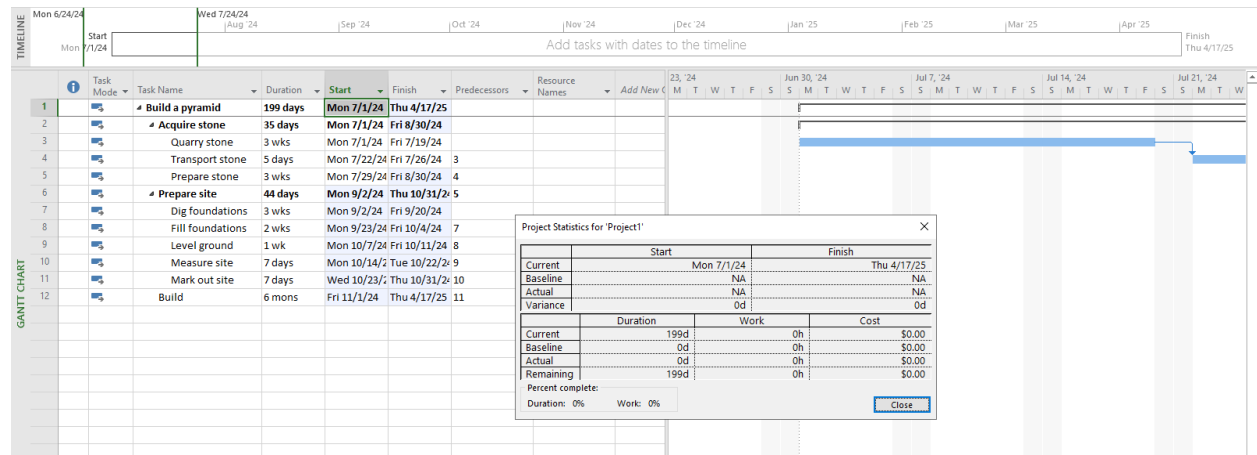 Mon 6/24/24 Wed 7/24/24
Aug '24 Sep '24 Oct '24 Nov '24 Dec '24 Jan '25 Feb '25 Mar '25 Apr '25
TIMELINE
Start
Mon 7/1/24
Add tasks with dates to the timeline
Finish
Thu 4/17/25
GANTT CHART
Task Mode Task Name Duration Start Finish Predecessors Resource Names Add New
23, '24 Jun 30, '24 Jul 7, '24 Jul 14, '24 Jul 21, '24
M T W T F S S M T W T F S S M T W T F S S M T W T F S S M T W
1 Build a pyramid 199 days Mon 7/1/24 Thu 4/17/25
2 Acquire stone 35 days Mon 7/1/24 Fri 8/30/24
3 Quarry stone 3 wks Mon 7/1/24 Fri 7/19/24
4 Transport stone 5 days Mon 7/22/24 Fri 7/26/24 3
5 Prepare stone 3 wks Mon 7/29/24 Fri 8/30/24 4
6 Prepare site 44 days Mon 9/2/24 Thu 10/31/24 5
7 Dig foundations 3 wks Mon 9/2/24 Fri 9/20/24
8 Fill foundations 2 wks Mon 9/23/24 Fri 10/4/24 7
9 Level ground 1 wk Mon 10/7/24 Fri 10/11/24 8
10 Measure site 7 days Mon 10/14/2 Tue 10/22/24 9
11 Mark out site 7 days Wed 10/23/2 Thu 10/31/24 10
12 Build 6 mons Fri 11/1/24 Thu 4/17/25 11
Project Statistics for 'Project1'
Start Finish
Current Mon 7/1/24 Thu 4/17/25
Baseline NA NA
Actual NA NA
Variance 0d 0d
Duration Work Cost
Current 199d 0h $0.00
Baseline 0d 0h $0.00
Actual 0d 0h $0.00
Remaining 199d 0h $0.00
Percent complete:
Duration: 0% Work: 0%
Close